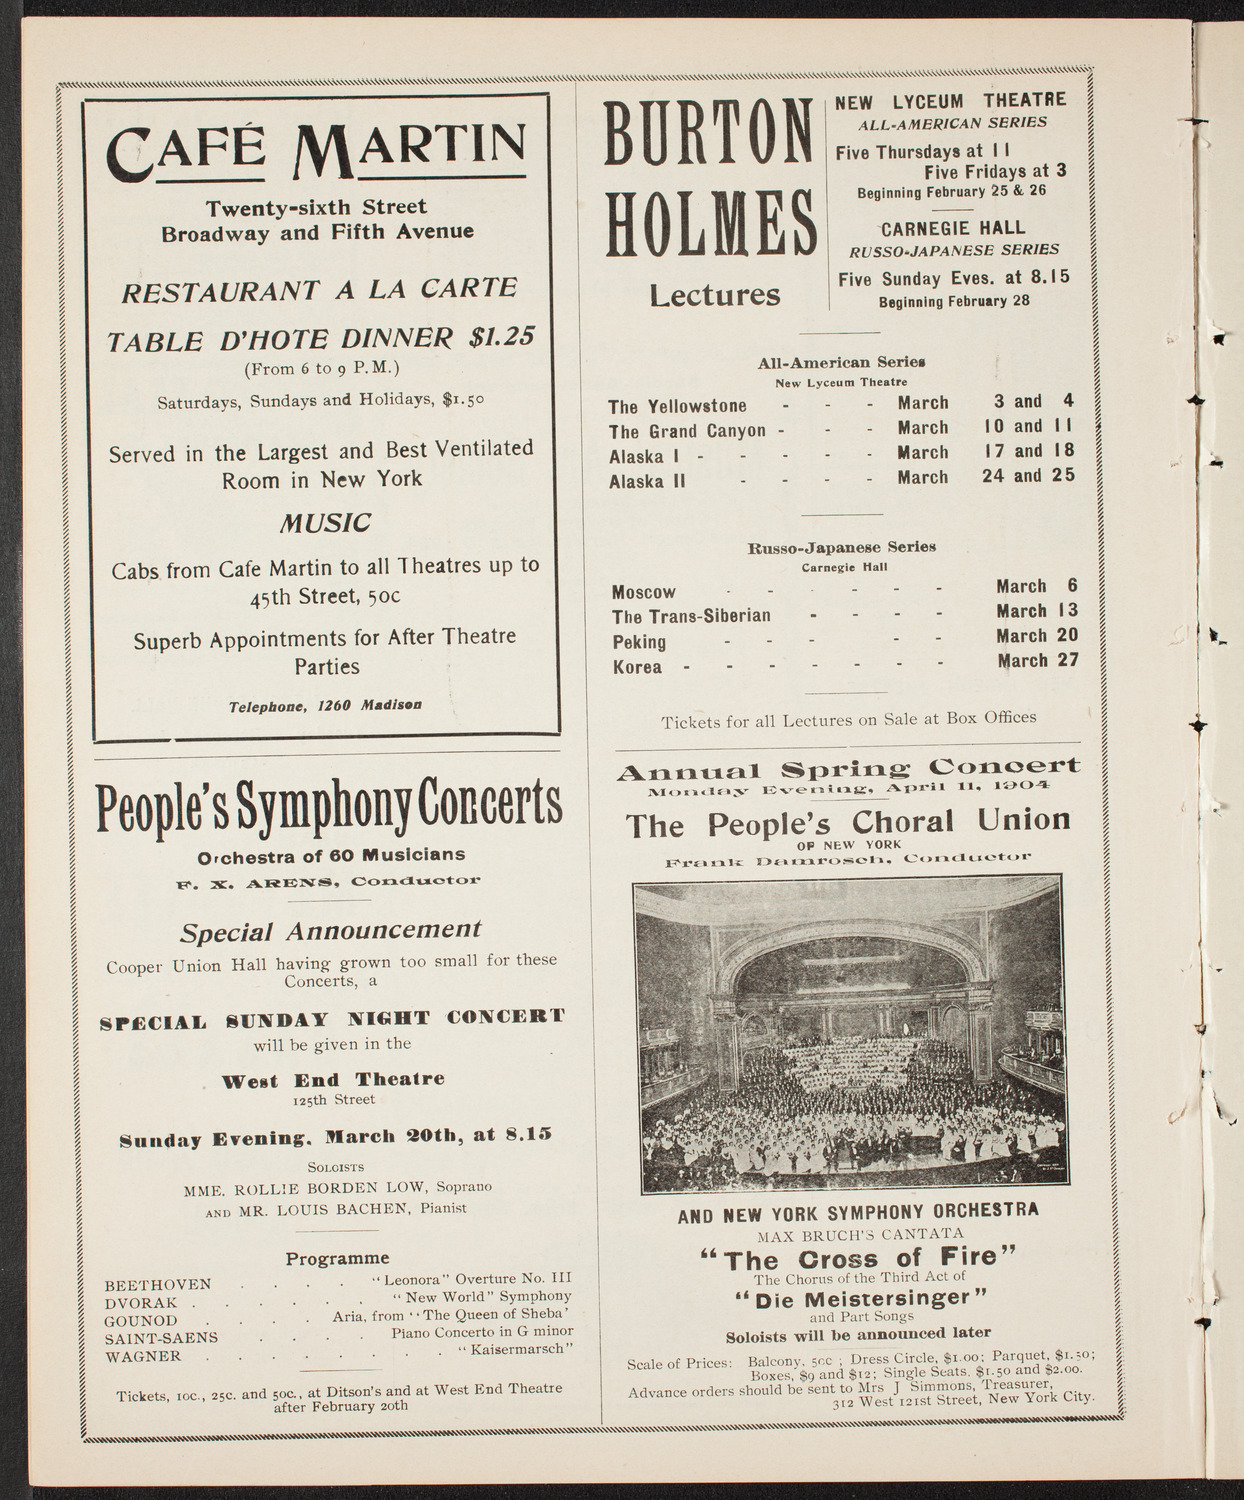 CAFÉ MARTIN
Twenty-sixth Street
Broadway and Fifth Avenue
RESTAURANT A LA CARTE
TABLE D'HOTE DINNER $1.25
(From 6 to 9 P.M.)
Saturdays, Sundays and Holidays, $1.50
Served in the Largest and Best Ventilated
Room in New York
MUSIC
Cabs from Cafe Martin to all Theatres up to
45th Street, 50c
Superb Appointments for After Theatre
Parties
Telephone, 1260 Madison
People's Symphony Concerts
Orchestra of 60 Musicians
F. X. ARENS, Conductor
Special Announcement
Cooper Union Hall having grown too small for these
Concerts, a
SPECIAL SUNDAY NIGHT CONCERT
will be given in the
West End Theatre
125th Street
Sunday Evening, March 20th, at 8.15
SOLOISTS
MME. ROLLIE BORDEN LOW, Soprano
AND MR. LOUIS BACHEN, Pianist
Programme
BEETHOVEN . . . . "Leonora" Overture No. III
DVORAK . . . . . . "New World" Symphony
GOUNOD . . . . Aria, from "The Queen of Sheba'
SAINT-SAENS . . . . Piano Concerto in G minor
WAGNER . . . . . . . "Kaisermarsch"
Tickets, 10c., 25c. and 50c., at Ditson's and at West End Theatre
after February 20th
BURTON
HOLMES
Lectures
NEW LYCEUM THEATRE
ALL-AMERICAN SERIES
Five Thursdays at 11
Five Fridays at 3
Beginning February 25 & 26
CARNEGIE HALL
RUSSO-JAPANESE SERIES
Five Sunday Eves. at 8.15
Beginning February 28
All-American Series
New Lyceum Theatre
The Yellowstone - - - March 3 and 4
The Grand Canyon - - - March 10 and 11
Alaska I - - - - - March 17 and 18
Alaska II - - - - March 24 and 25
Russo-Japanese Series
Carnegie Hall
Moscow - - - - - - March 6
The Trans-Siberian - - - - March 13
Peking - - - - - March 20
Korea - - - - - - - March 27
Tickets for all Lectures on Sale at Box Offices
Annual Spring Concert
Monday Evening, April 11, 1904
The People's Choral Union
OF NEW YORK
Frank Damrosch, Conductor
AND NEW YORK SYMPHONY ORCHESTRA
MAX BRUCH'S CANTATA
"The Cross of Fire"
The Chorus of the Third Act of
"Die Meistersinger"
and Part Songs
Soloists will be announced later
Scale of Prices: Balcony, 50c; Dress Circle, $1.00; Parquet, $1.50;
Boxes, $9 and $12; Single Seats, $1.50 and $2.00.
Advance orders should be sent to Mrs J Simmons, Treasurer,
312 West 121st Street, New York City.